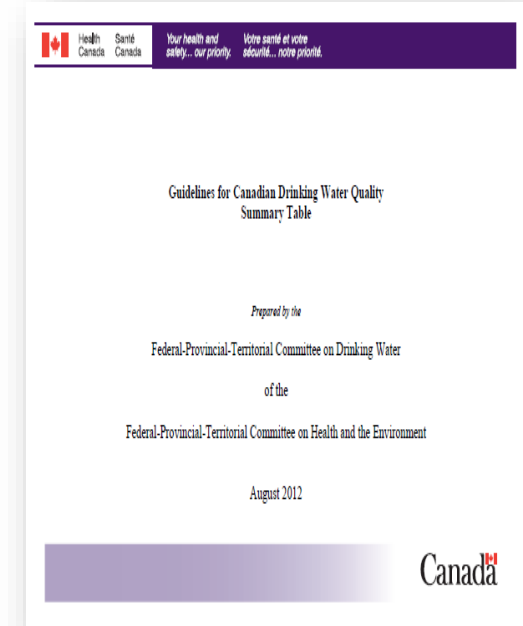 Health Canada
Santé Canada
Your health and safety... our priority.
Votre santé et votre sécurité... notre priorité.
Guidelines for Canadian Drinking Water Quality
Summary Table
Prepared by the
Federal-Provincial-Territorial Committee on Drinking Water
of the
Federal-Provincial-Territorial Committee on Health and the Environment
August 2012
Canada